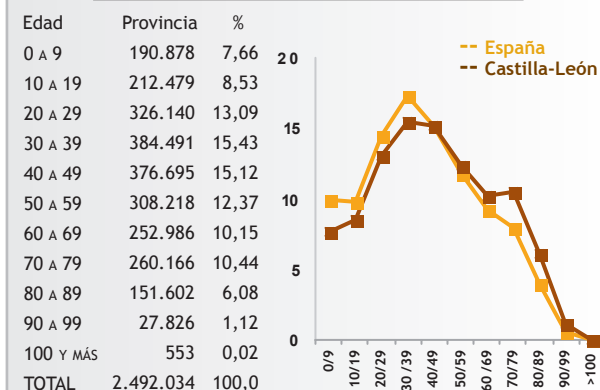 Edad Provincia %
0 A 9 190.878 7,66
10 A 19 212.479 8,53
20 A 29 326.140 13,09
30 A 39 384.491 15,43
40 A 49 376.695 15,12
50 A 59 308.218 12,37
60 A 69 252.986 10,15
70 A 79 260.166 10,44
80 A 89 151.602 6,08
90 A 99 27.826 1,12
100 Y MÁS 553 0,02
TOTAL 2.492.034 100,0
España
Castilla-León
20
15
10
5
0
0/9
10/19
20/29
30 /39
40/49
50/59
60 /69
70/79
80/89
90/99
>100